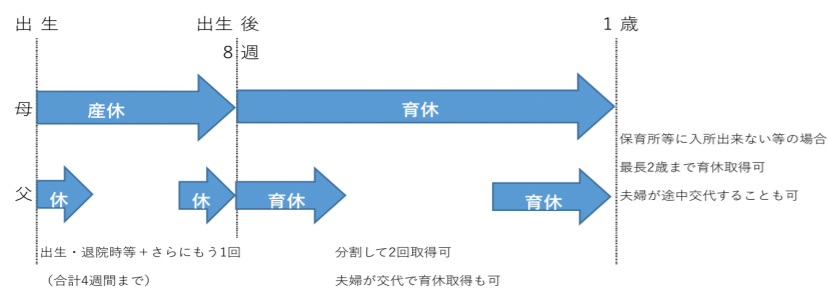 出生
出生後
8週
1歳
母
産休
育休
父
休
休
育休
育休
保育所等に入所出来ない等の場合
最長2歳まで育休取得可
夫婦が途中交代することも可
出生・退院時等＋さらにもう1回
（合計4週間まで）
分割して2回取得可
夫婦が交代で育休取得も可